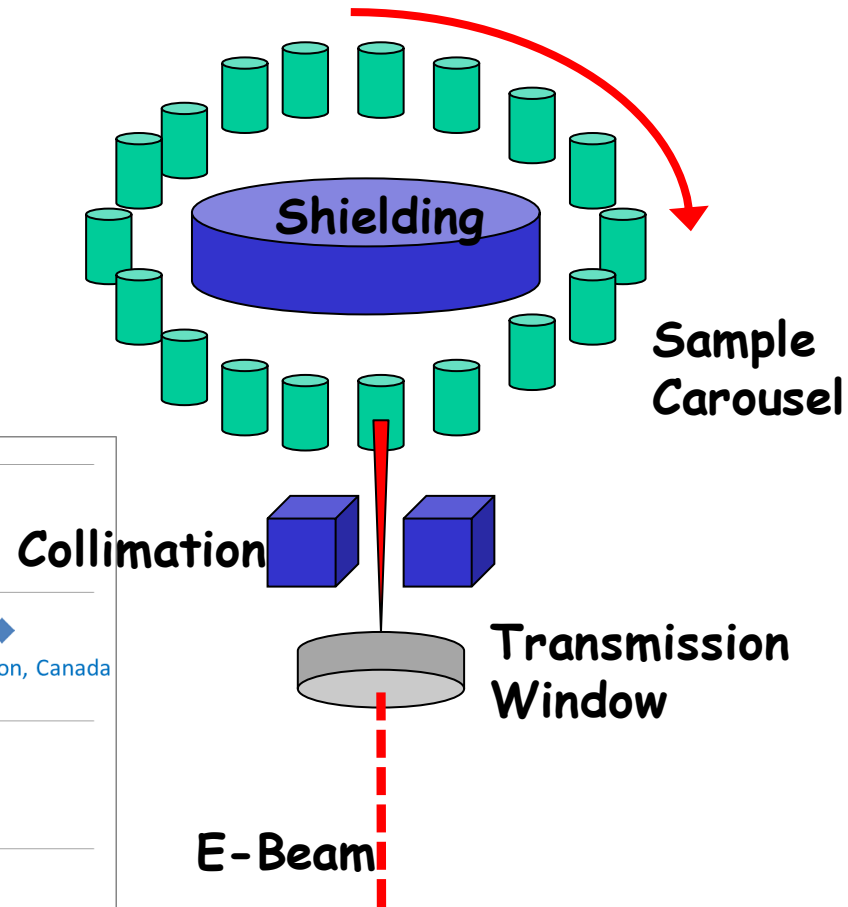 Shielding
Sample
Carousel
Collimation
on, Canada
Transmission
Window
E-Beam